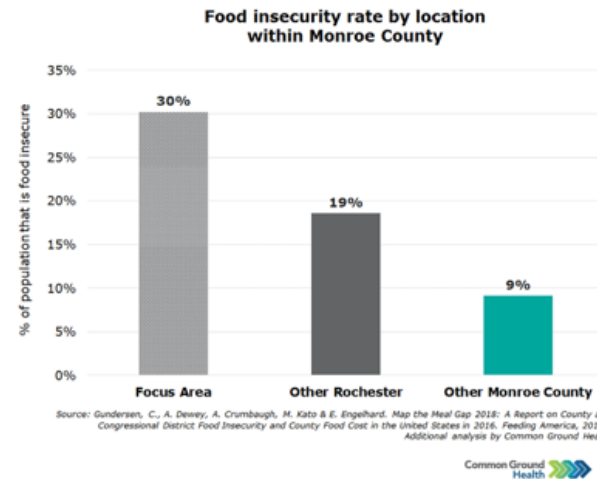 Food insecurity rate by location
within Monroe County
% of population that is food insecure
35%
30%
25%
20%
15%
10%
5%
0%
30%
19%
9%
Focus Area
Other Rochester
Other Monroe County
Source: Gundersen, C., A. Dewey, A. Crumbaugh, M. Kato & E. Engelhard. Map the Meal Gap 2018: A Report on County
Congressional District Food Insecurity and County Food Cost in the United States in 2016. Feeding America,
Additional analysis by Common Ground
Common Ground
Health